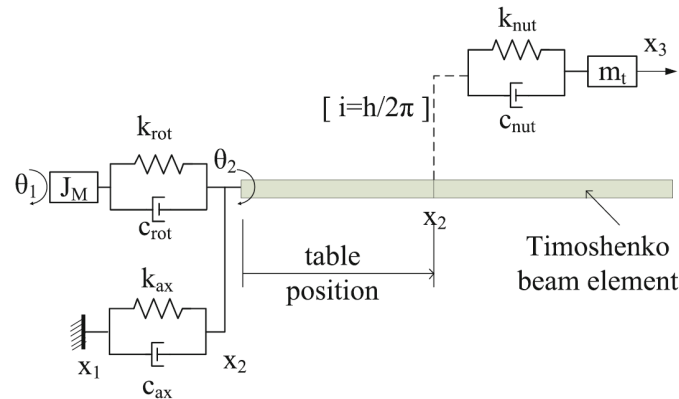 k_nut
x_3
m_t
c_nut
[ i=h/2π ]
k_rot
θ_1
J_M
θ_2
c_rot
x_2
table
position
Timoshenko
beam element
k_ax
x_1
x_2
c_ax